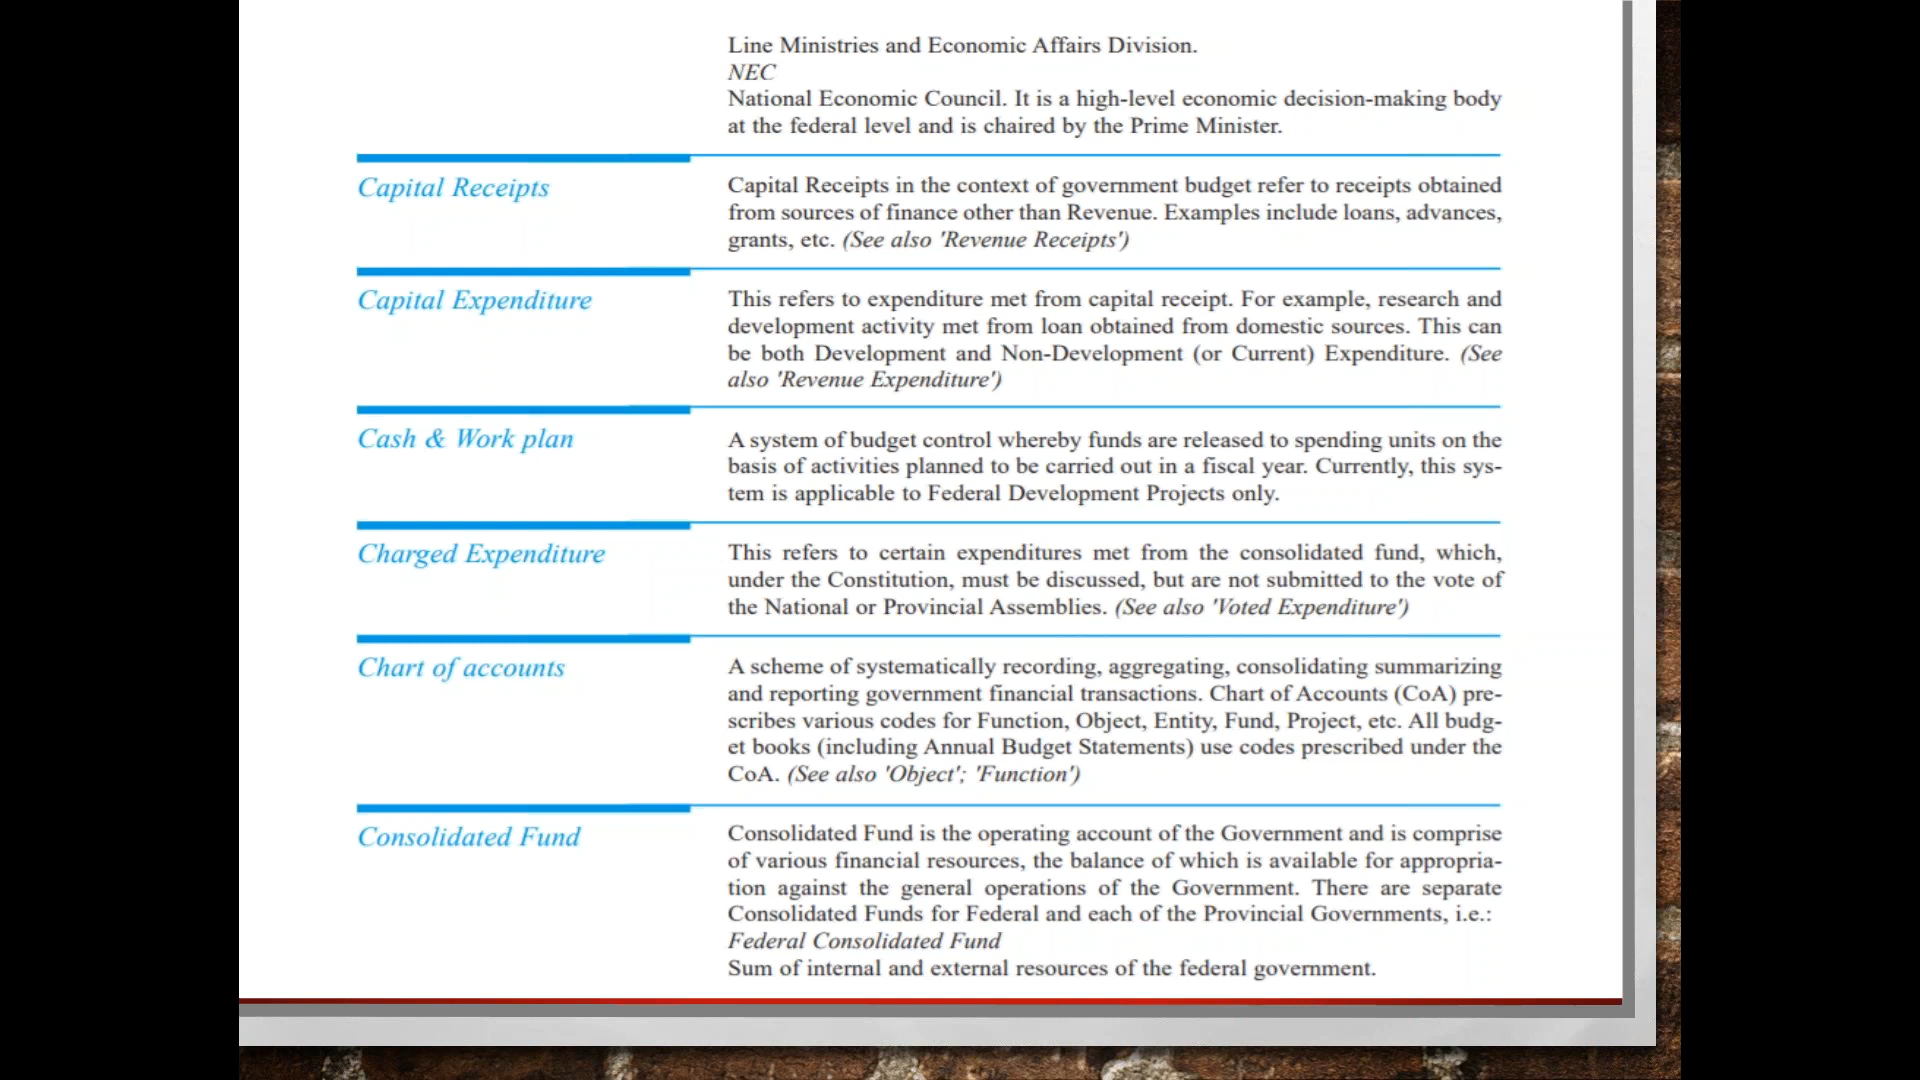 Line Ministries and Economic Affairs Division.
NEC
National Economic Council. It is a high-level economic decision-making body
at the federal level and is chaired by the Prime Minister.
Capital Receipts
Capital Receipts in the context of government budget refer to receipts obtained
from sources of finance other than Revenue. Examples include loans, advances,
grants, etc. (See also 'Revenue Receipts')
Capital Expenditure
This refers to expenditure met from capital receipt. For example, research and
development activity met from loan obtained from domestic sources. This can
be both Development and Non-Development (or Current) Expenditure. (See
also 'Revenue Expenditure')
Cash & Work plan
A system of budget control whereby funds are released to spending units on the
basis of activities planned to be carried out in a fiscal year. Currently, this sys-
tem is applicable to Federal Development Projects only.
Charged Expenditure
This refers to certain expenditures met from the consolidated fund, which,
under the Constitution, must be discussed, but are not submitted to the vote of
the National or Provincial Assemblies. (See also 'Voted Expenditure')
Chart of accounts
A scheme of systematically recording, aggregating, consolidating summarizing
and reporting government financial transactions. Chart of Accounts (CoA) pre-
scribes various codes for Function, Object, Entity, Fund, Project, etc. All budg-
et books (including Annual Budget Statements) use codes prescribed under the
CoA. (See also 'Object'; 'Function')
Consolidated Fund
Consolidated Fund is the operating account of the Government and is comprise
of various financial resources, the balance of which is available for appropria-
tion against the general operations of the Government. There are separate
Consolidated Funds for Federal and each of the Provincial Governments, i.e.:
Federal Consolidated Fund
Sum of internal and external resources of the federal government.